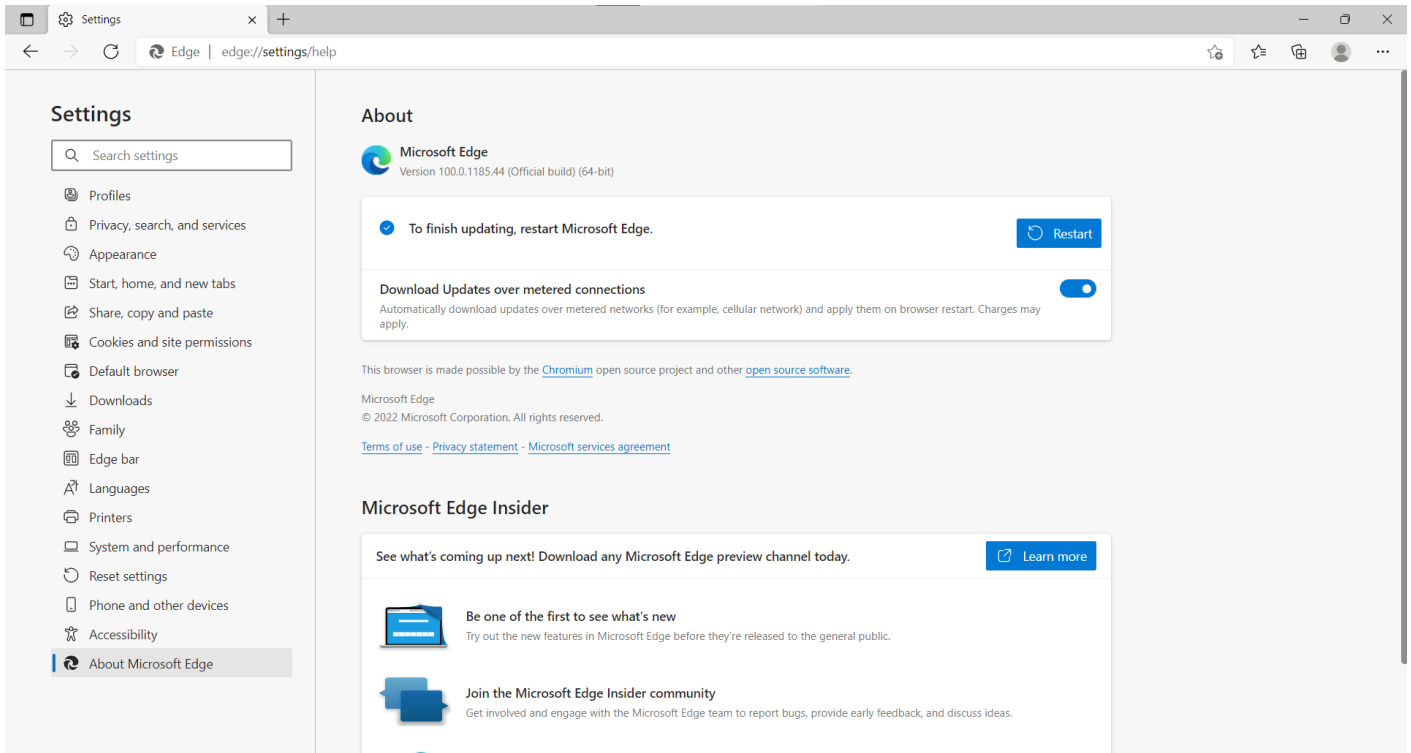 Settings
Edge | edge://settings/help
Settings
Search settings
Profiles
Privacy, search, and services
Appearance
Start, home, and new tabs
Share, copy and paste
Cookies and site permissions
Default browser
Downloads
Family
Edge bar
Languages
Printers
System and performance
Reset settings
Phone and other devices
Accessibility
About Microsoft Edge
About
Microsoft Edge
Version 100.0.1185.44 (Official build) (64-bit)
To finish updating, restart Microsoft Edge.
Restart
Download Updates over metered connections
Automatically download updates over metered networks (for example, cellular network) and apply them on browser restart. Charges may
apply.
This browser is made possible by the Chromium open source project and other open source software.
Microsoft Edge
© 2022 Microsoft Corporation. All rights reserved.
Terms of use - Privacy statement - Microsoft services agreement
Microsoft Edge Insider
See what's coming up next! Download any Microsoft Edge preview channel today.
Learn more
Be one of the first to see what's new
Try out the new features in Microsoft Edge before they're released to the general public.
Join the Microsoft Edge Insider community
Get involved and engage with the Microsoft Edge team to report bugs, provide early feedback, and discuss ideas.